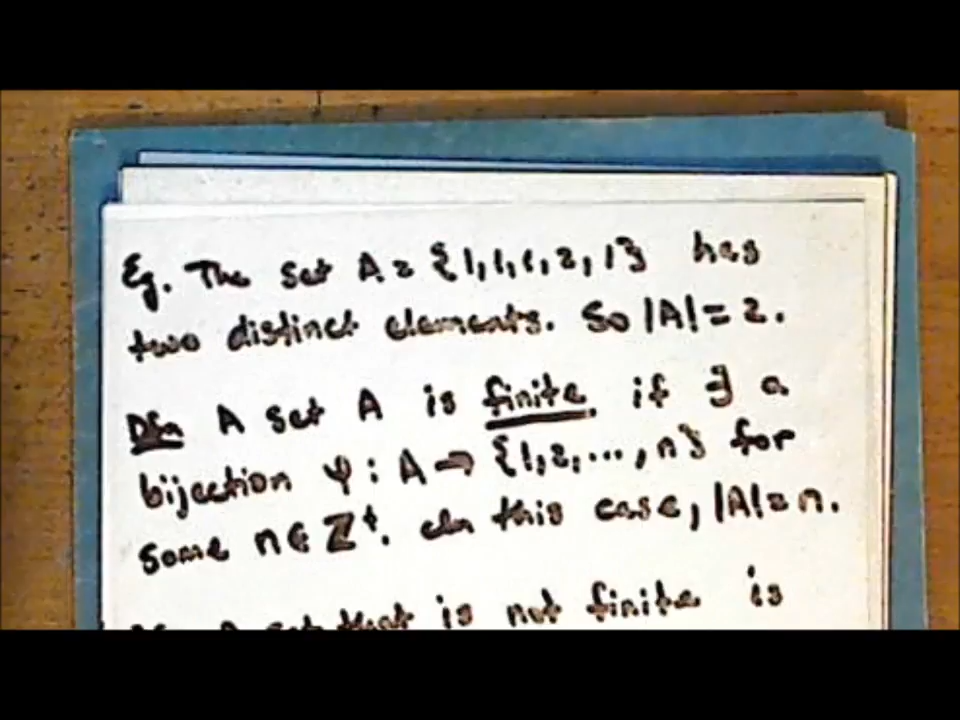 Eg. The set A = {1,1,1,2,1} has
two distinct elements. So |A| = 2.
Dfn A set A is finite if ∃ a
bijection φ : A → {1,2,...,n} for
some n ∈ ℤ⁺. In this case, |A| = n.
A set that is not finite is